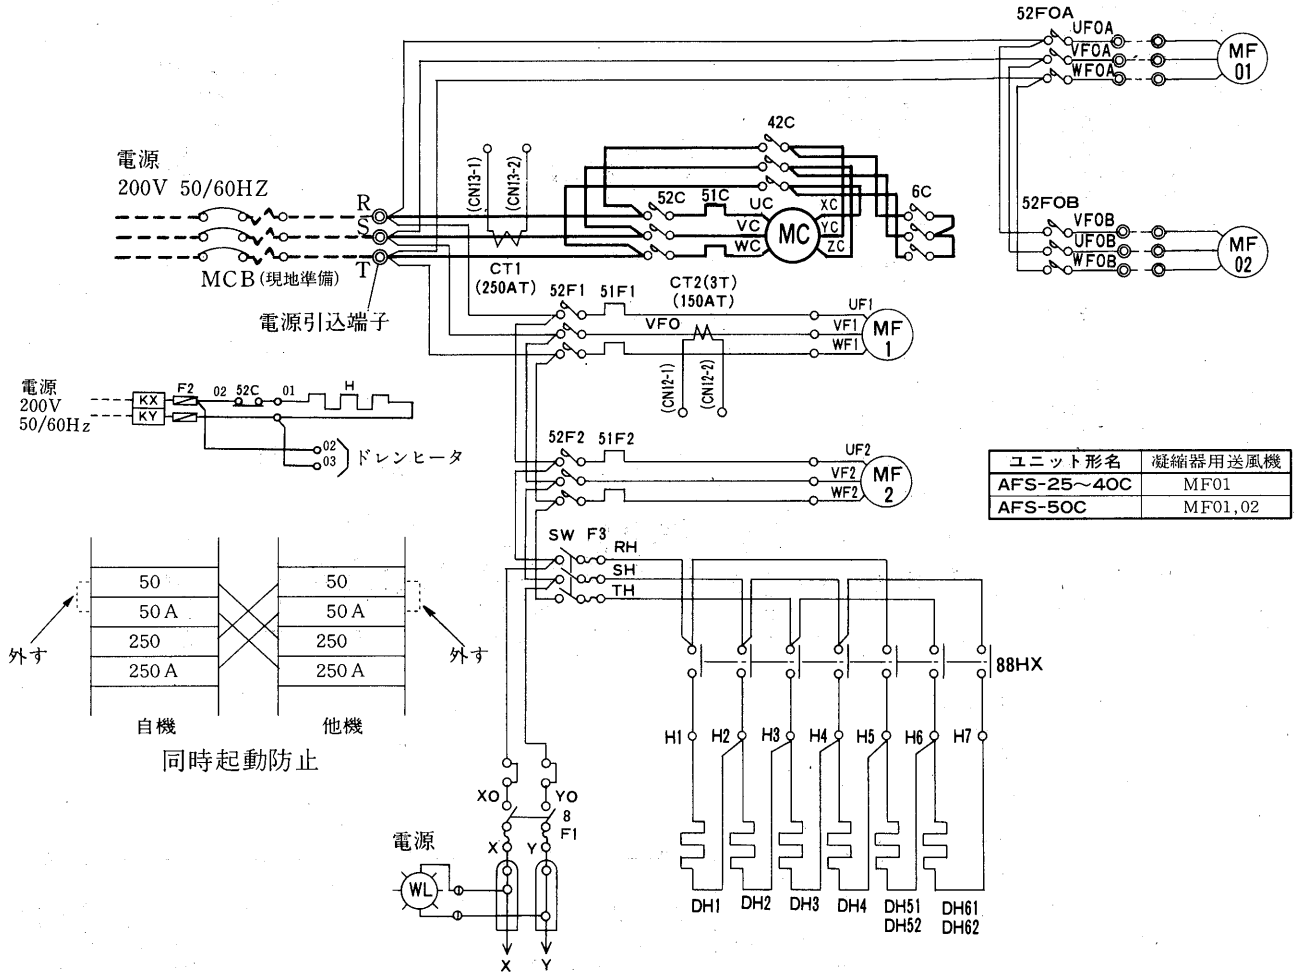 52FOA
UFOA
VFOA
WFOA
MF
01
電源
200V 50/60HZ
R
S
T
MCB(現地準備)
電源引込端子
(CN13-1)
(CN13-2)
CT1
(250AT)
42C
52C
51C
UC
VC
WC
MC
XC
YC
ZC
6C
52FOB
VFOB
UFOB
WFOB
MF
02
52F1
51F1
VFO
CT2(3T)
(150AT)
(CN12-1)
(CN12-2)
UF1
VF1
WF1
MF
1
電源
200V
50/60Hz
KX
KY
F2
02
52C
01
H
02
03
ドレンヒータ
52F2
51F2
UF2
VF2
WF2
MF
2
ユニット形名 凝縮器用送風機
AFS-25〜40C MF01
AFS-50C MF01,02
SW
F3
RH
SH
TH
50
50A
250
250A
50
50A
250
250A
外す
外す
自機
他機
同時起動防止
88HX
H1
H2
H3
H4
H5
H6
H7
XO
YO
8
F1
X
Y
電源
WL
X
Y
DH1
DH2
DH3
DH4
DH51
DH52
DH61
DH62